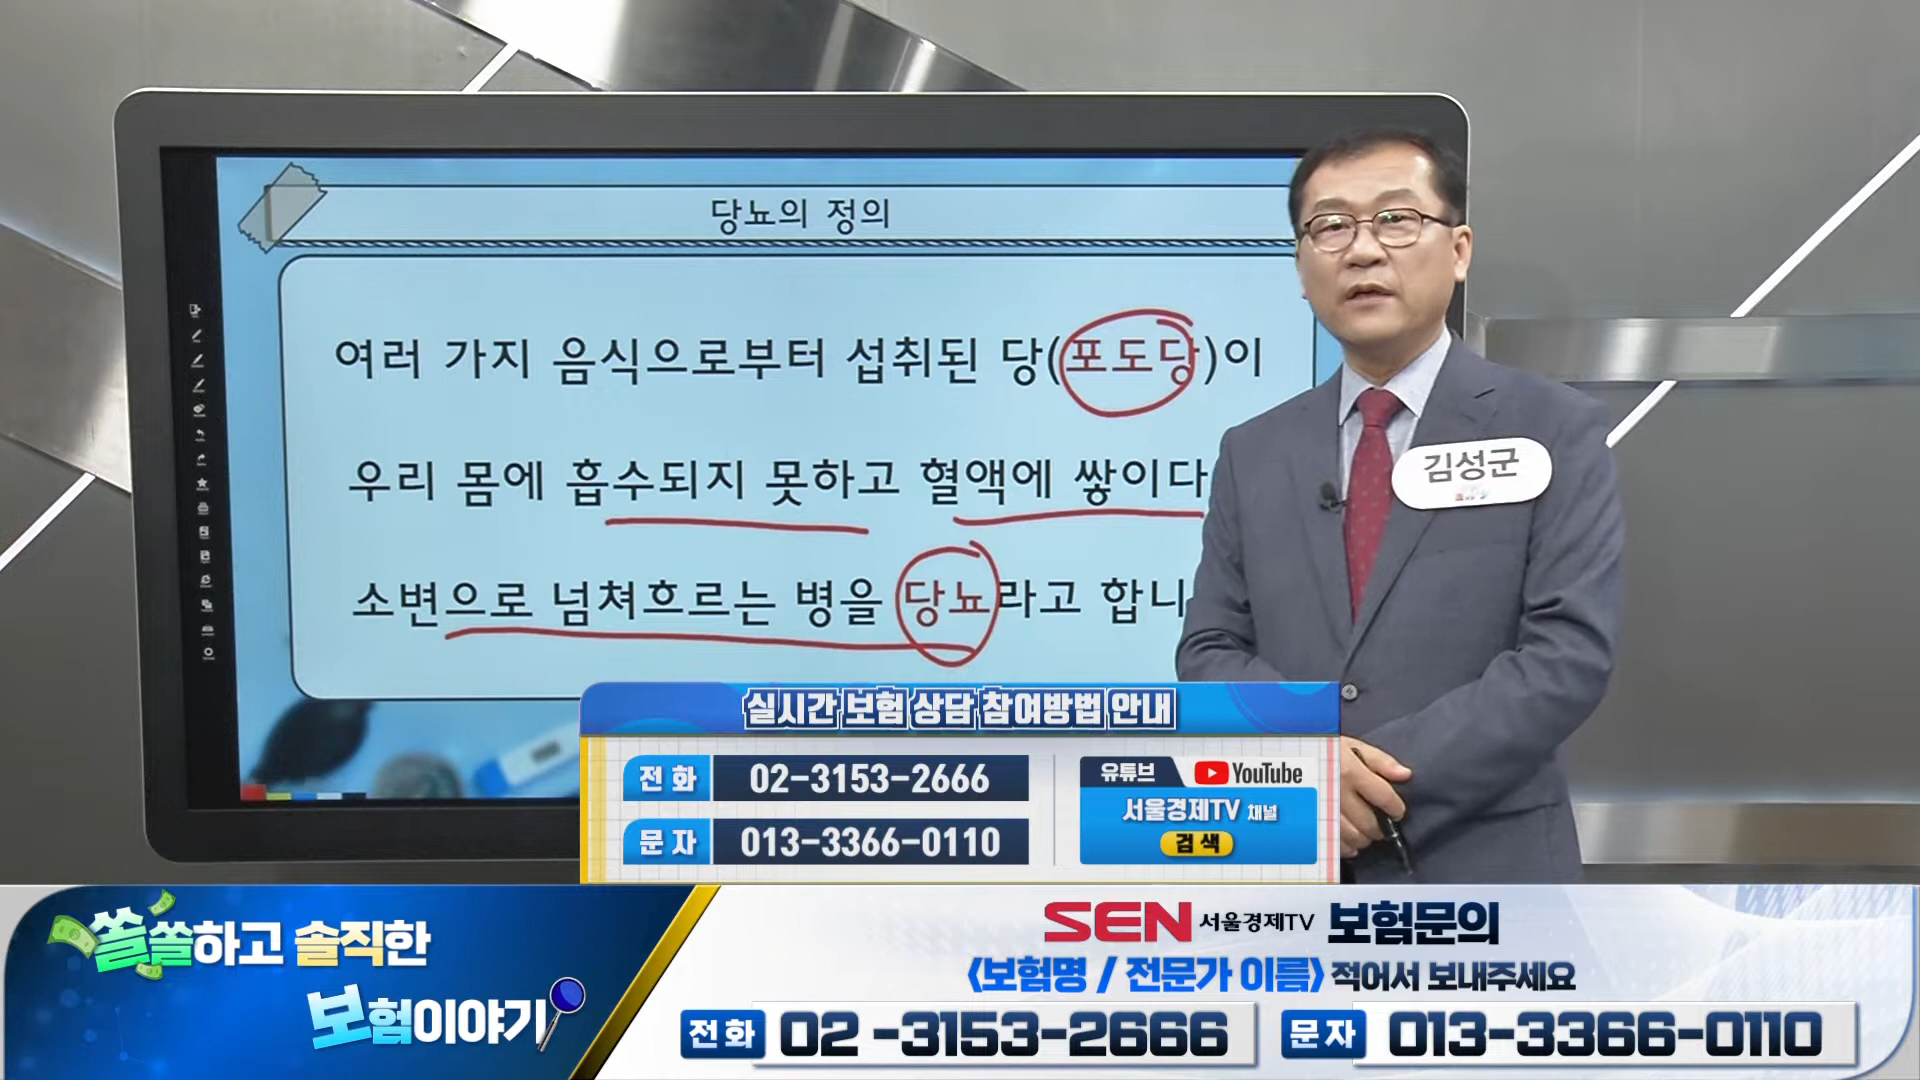 당뇨의 정의
여러 가지 음식으로부터 섭취된 당(포도당)이
우리 몸에 흡수되지 못하고 혈액에 쌓이다
소변으로 넘쳐흐르는 병을 당뇨라고 합니
김성군
실시간 보험 상담 참여방법 안내
전화 02-3153-2666
문자 013-3366-0110
유튜브 YouTube
서울경제TV 채널
검색
쏠쏠하고 솔직한
보험이야기
SEN 서울경제TV 보험문의
〈보험명 / 전문가 이름〉 적어서 보내주세요
전화 02-3153-2666 문자 013-3366-0110